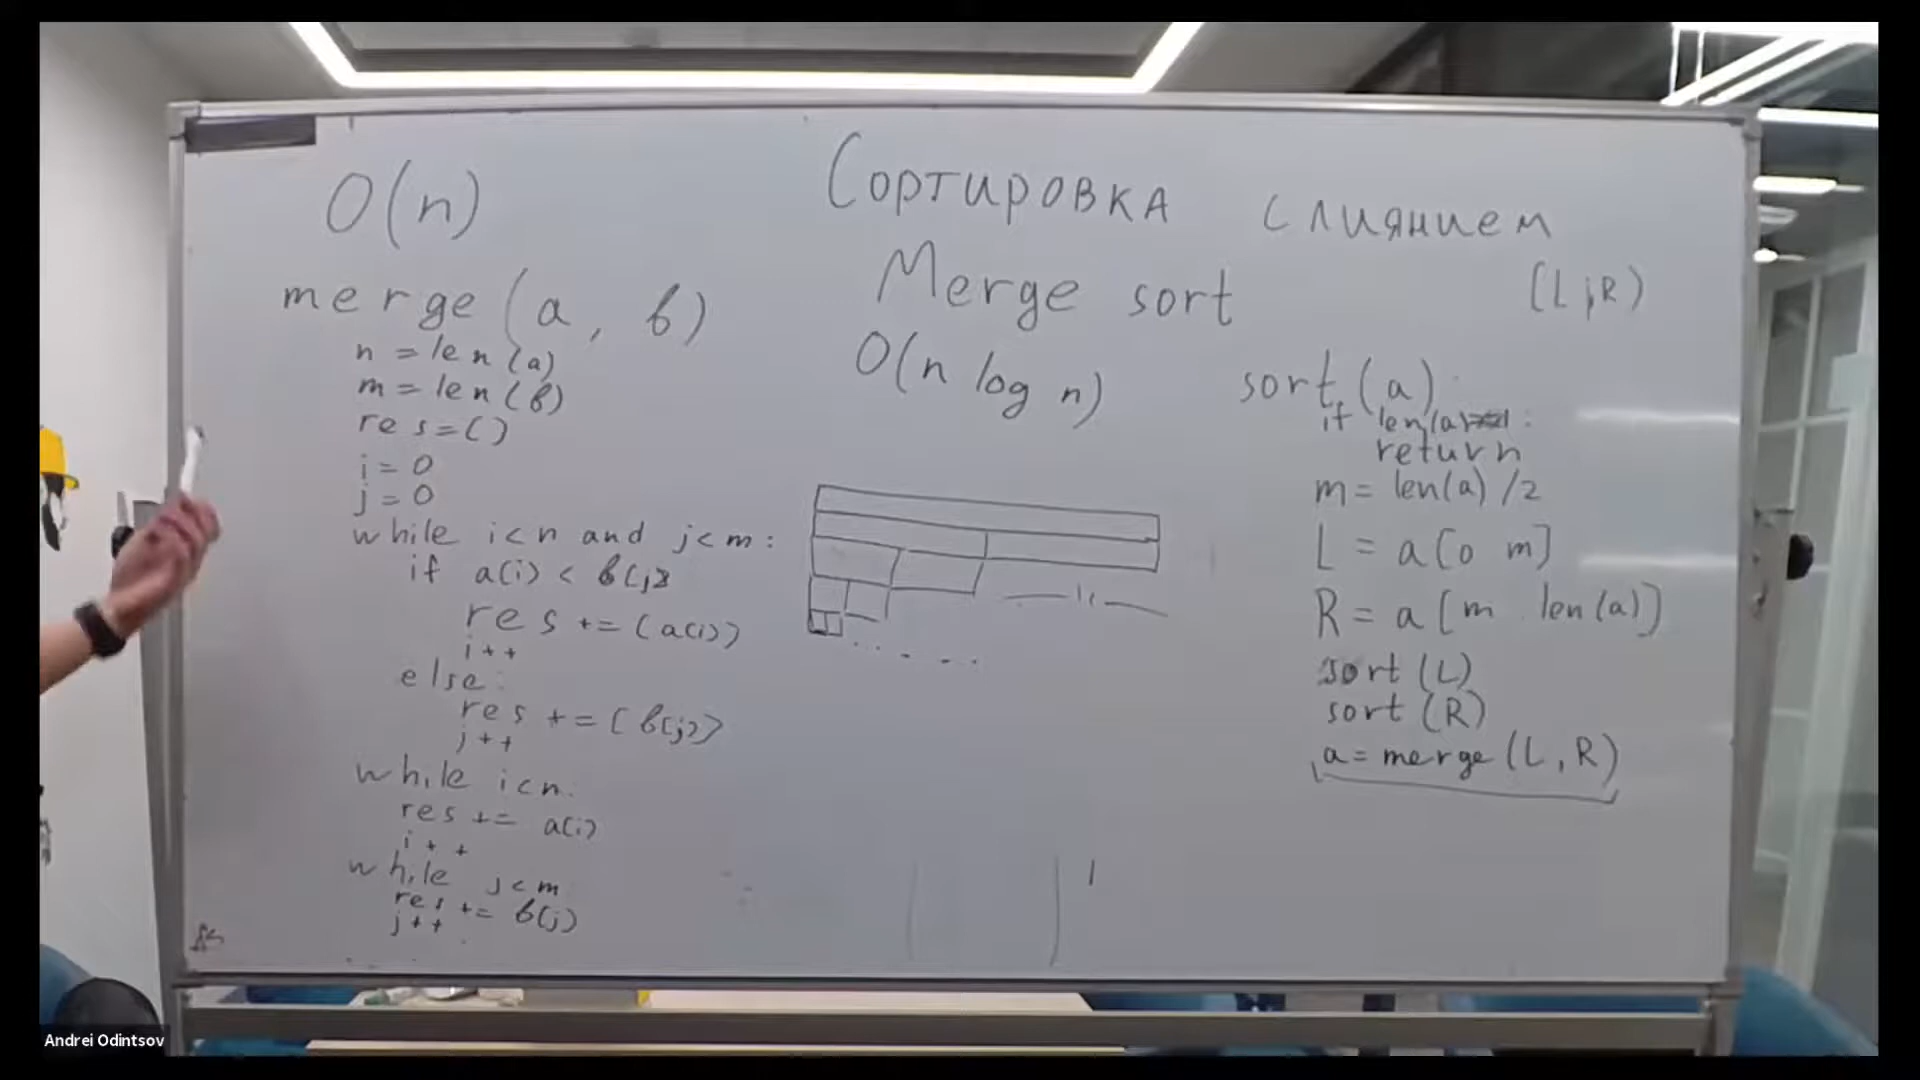 O(n)
merge(a, b)
n = len(a)
m = len(b)
res=()
i = 0
j = 0
while i<n and j<m:
if a(i) < b(j)
res += (a(i))
i++
else:
res += [b(j)]
j++
while i<n:
res += a(i)
i++
while j<m
res += b(j)
j++
Сортировка слиянием
Merge sort
O(n log n)
(L, R)
sort(a):
if len(a)
return
m = len(a)/2
L = a[0 m]
R = a[m len(a)]
sort(L)
sort(R)
a=merge(L, R)
Andrei Odintsov